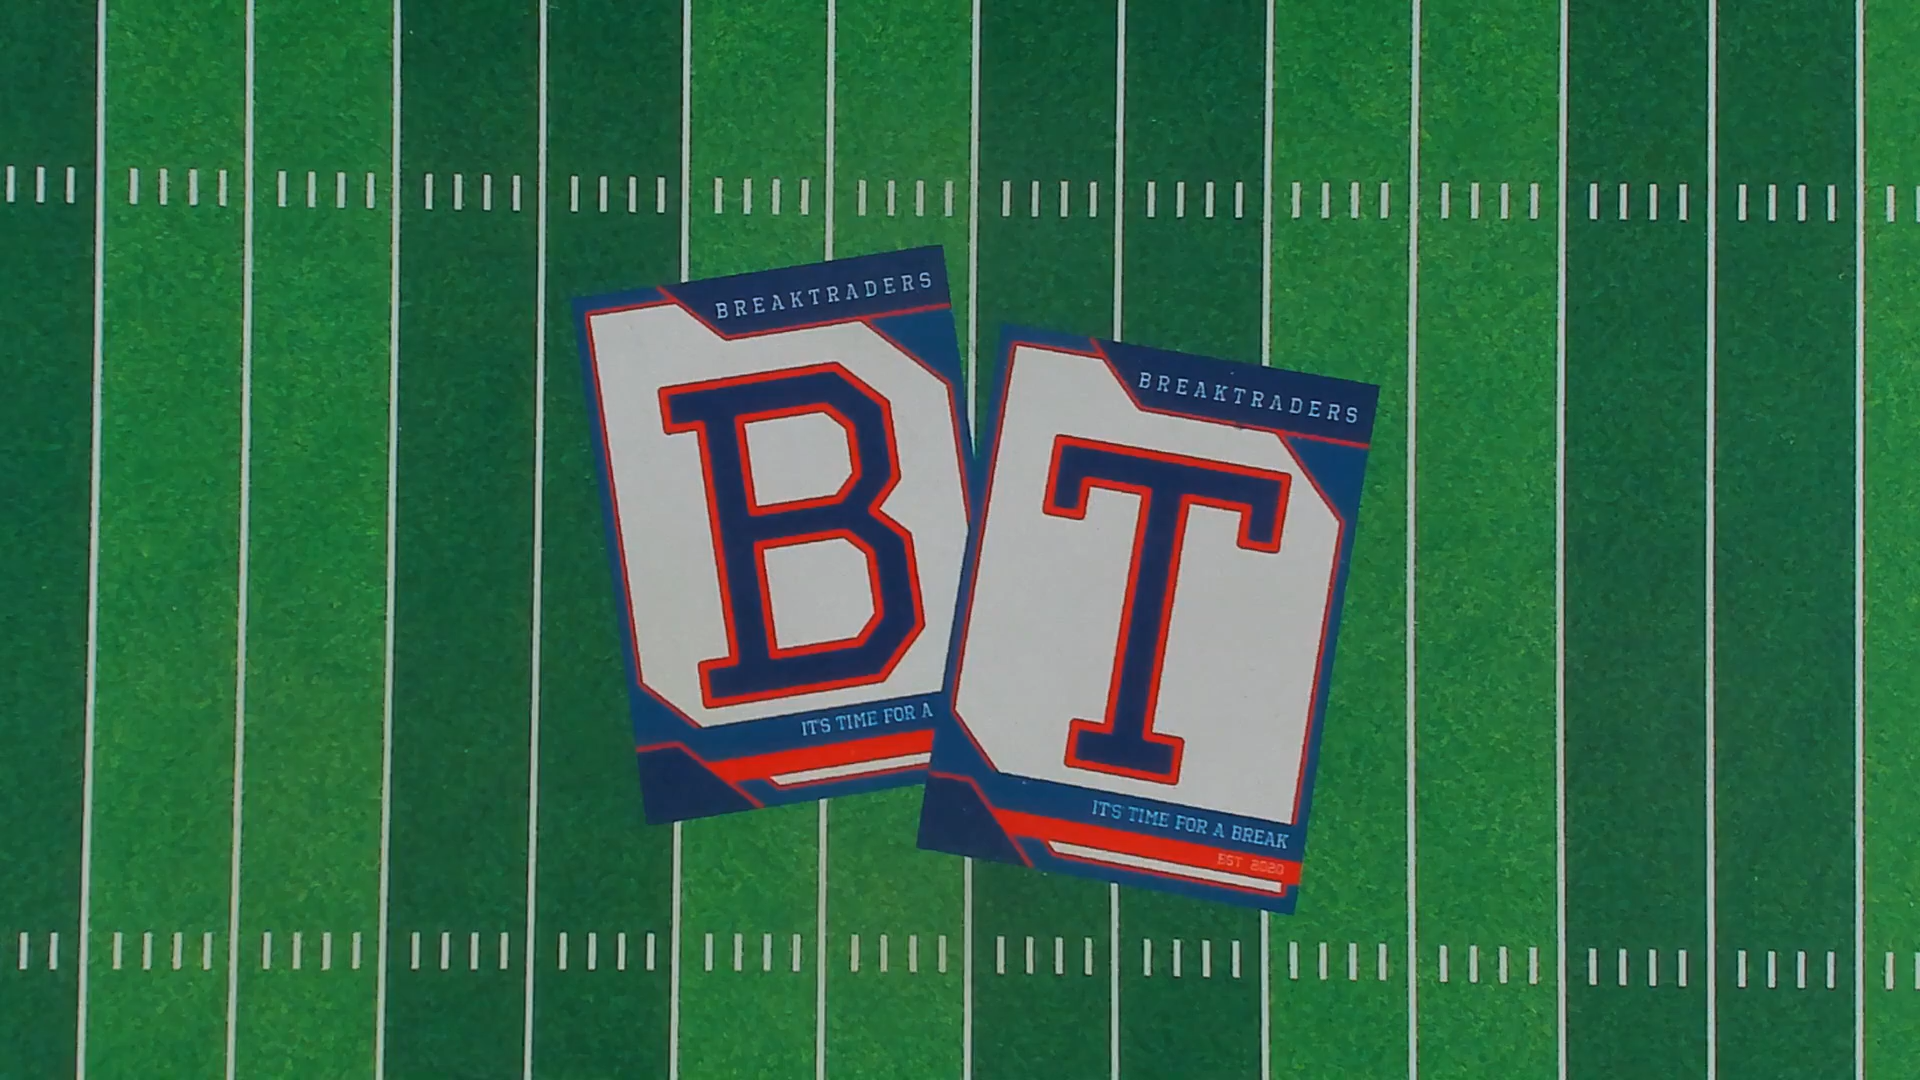 BREAKTRADERS
B
IT'S TIME FOR A
BREAKTRADERS
T
IT'S TIME FOR A BREAK
EST 2020